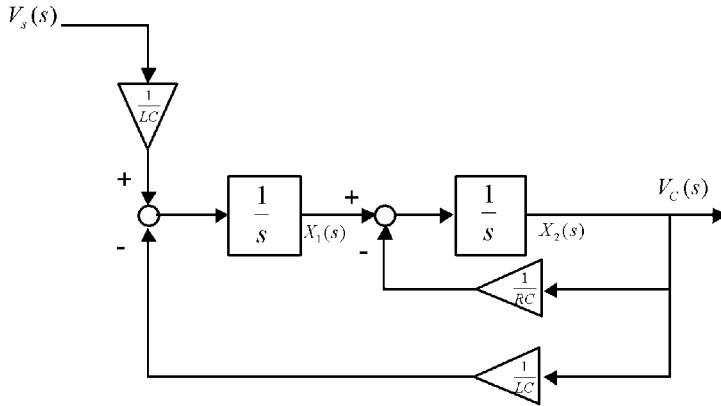 V_s(s)
1/LC
+
-
1/s
X_1(s)
+
-
1/s
X_2(s)
V_C(s)
1/RC
1/LC